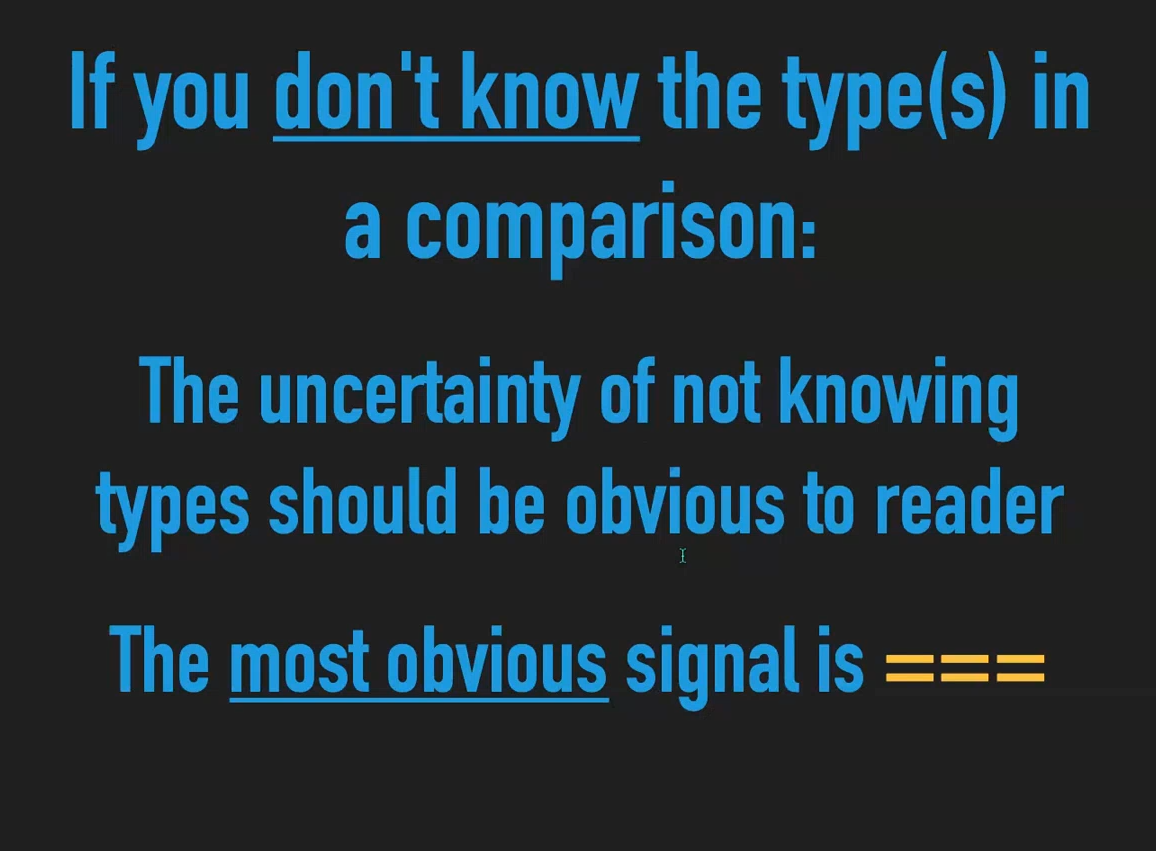 If you don't know the type(s) in
a comparison:
The uncertainty of not knowing
types should be obvious to reader
The most obvious signal is ===